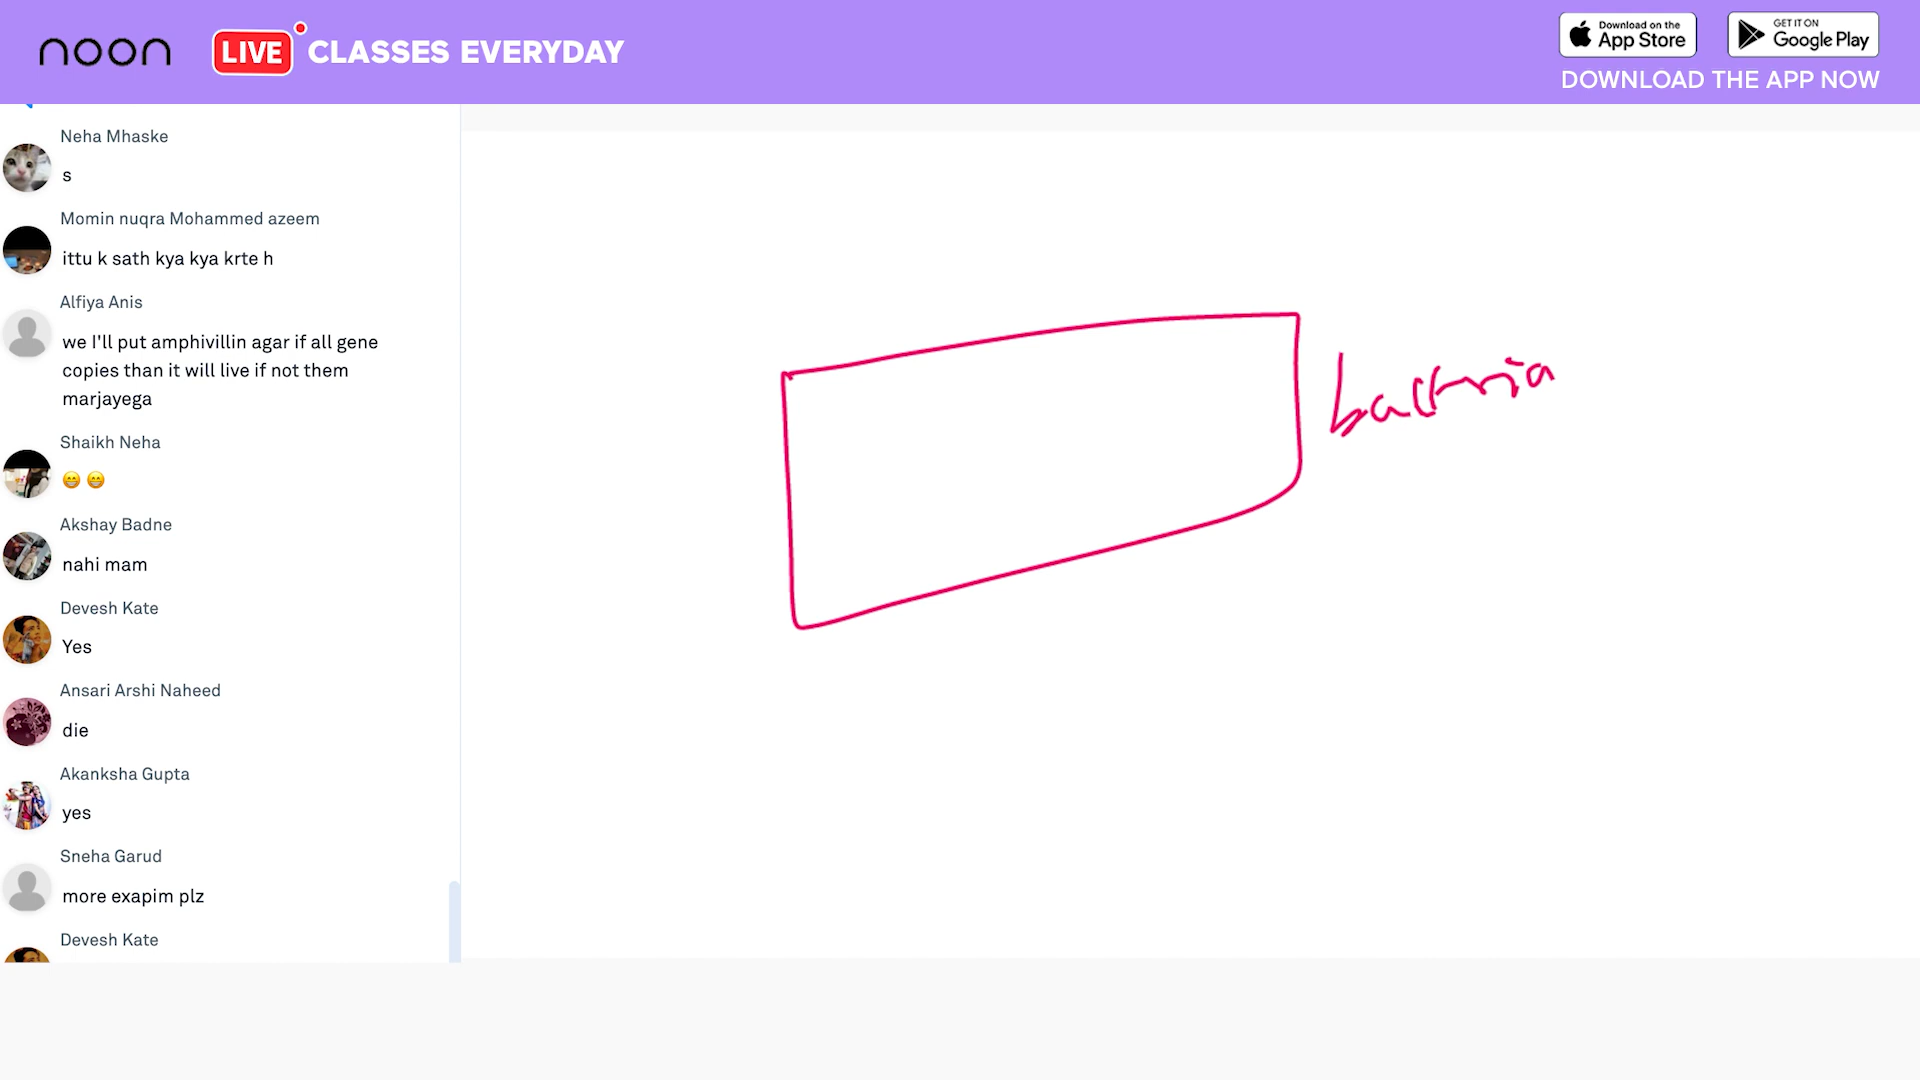 noon LIVE CLASSES EVERYDAY
Download on the App Store
GET IT ON Google Play
DOWNLOAD THE APP NOW
Neha Mhaske
s
Momin nuqra Mohammed azeem
ittu k sath kya kya krte h
Alfiya Anis
we I'll put amphivillin agar if all gene
copies than it will live if not them
marjayega
Shaikh Neha
😁 😁
Akshay Badne
nahi mam
Devesh Kate
Yes
Ansari Arshi Naheed
die
Akanksha Gupta
yes
Sneha Garud
more exapim plz
Devesh Kate
bacteria